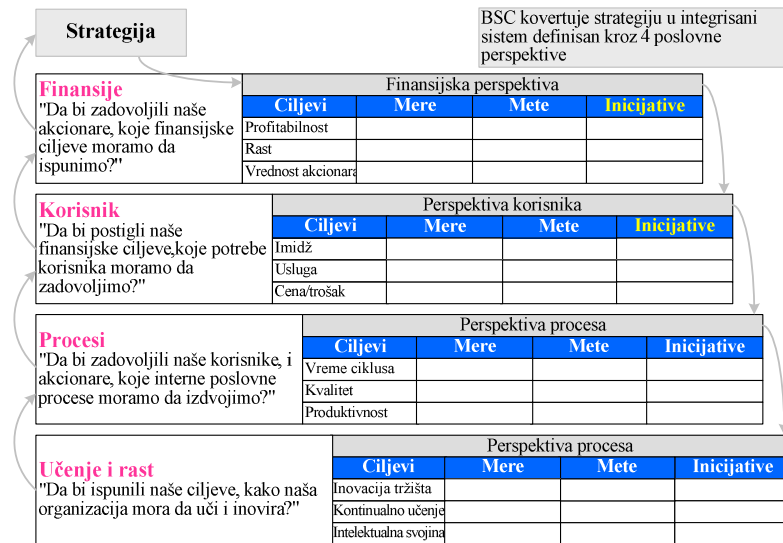 Strategija
BSC kovertuje strategiju u integrisani
sistem definisan kroz 4 poslovne
perspektive
Finansije
"Da bi zadovoljili naše
akcionare, koje finansijske
ciljeve moramo da
ispunimo?"
Finansijska perspektiva
Ciljevi Mere Mete Inicijative
Profitabilnost
Rast
Vrednost akcionara
Korisnik
"Da bi postigli naše
finansijske ciljeve,koje potrebe
korisnika moramo da
zadovoljimo?"
Perspektiva korisnika
Ciljevi Mere Mete Inicijative
Imidž
Usluga
Cena/trošak
Procesi
"Da bi zadovoljili naše korisnike, i
akcionare, koje interne poslovne
procese moramo da izdvojimo?"
Perspektiva procesa
Ciljevi Mere Mete Inicijative
Vreme ciklusa
Kvalitet
Produktivnost
Učenje i rast
"Da bi ispunili naše ciljeve, kako naša
organizacija mora da uči i inovira?"
Perspektiva procesa
Ciljevi Mere Mete Inicijative
Inovacija tržišta
Kontinualno učenje
Intelektualna svojina